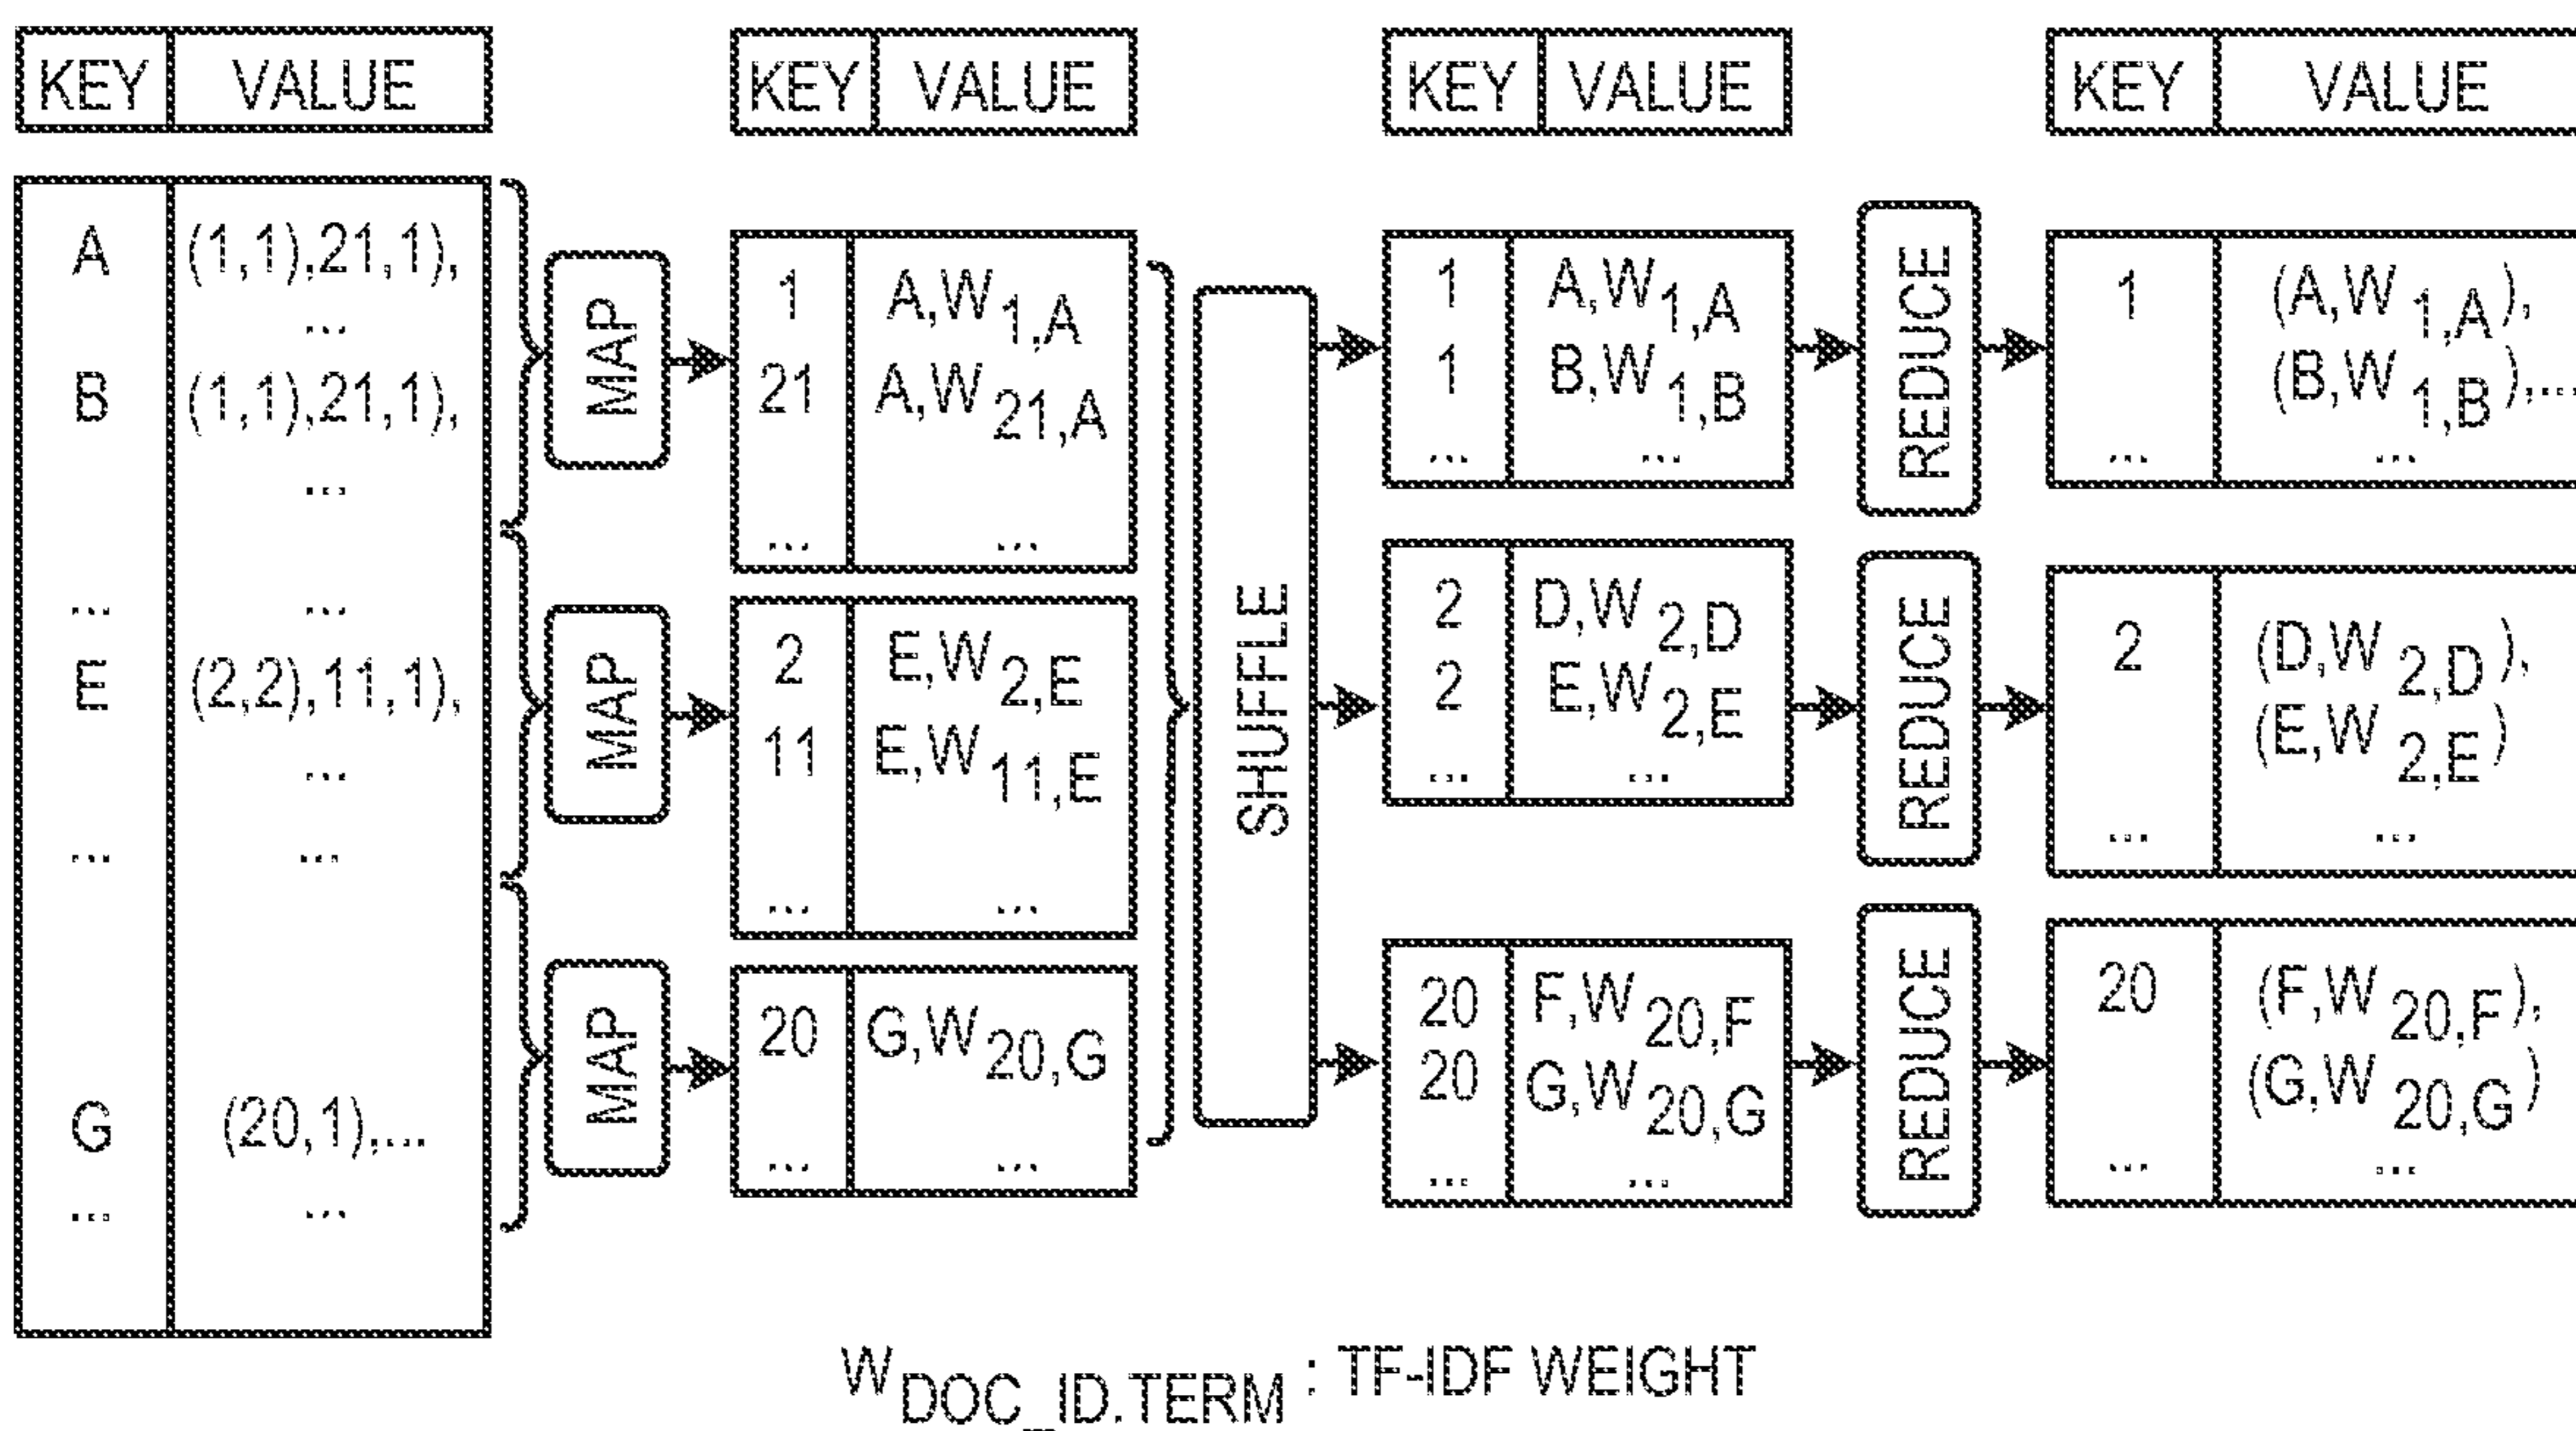 KEY VALUE
A (1,1),21,1),
...
B (1,1),21,1),
...
... ...
E (2,2),11,1),
...
... ...
G (20,1),...
... ...
MAP
MAP
MAP
KEY VALUE
1 A,W1,A
21 A,W21,A
... ...
2 E,W2,E
11 E,W11,E
... ...
20 G,W20,G
... ...
SHUFFLE
KEY VALUE
1 A,W1,A
1 B,W1,B
... ...
2 D,W2,D
2 E,W2,E
... ...
20 F,W20,F
20 G,W20,G
... ...
REDUCE
REDUCE
REDUCE
KEY VALUE
1 (A,W1,A),
(B,W1,B),...
... ...
2 (D,W2,D),
(E,W2,E)
... ...
20 (F,W20,F),
(G,W20,G)
... ...
WDOC_ID.TERM : TF-IDF WEIGHT